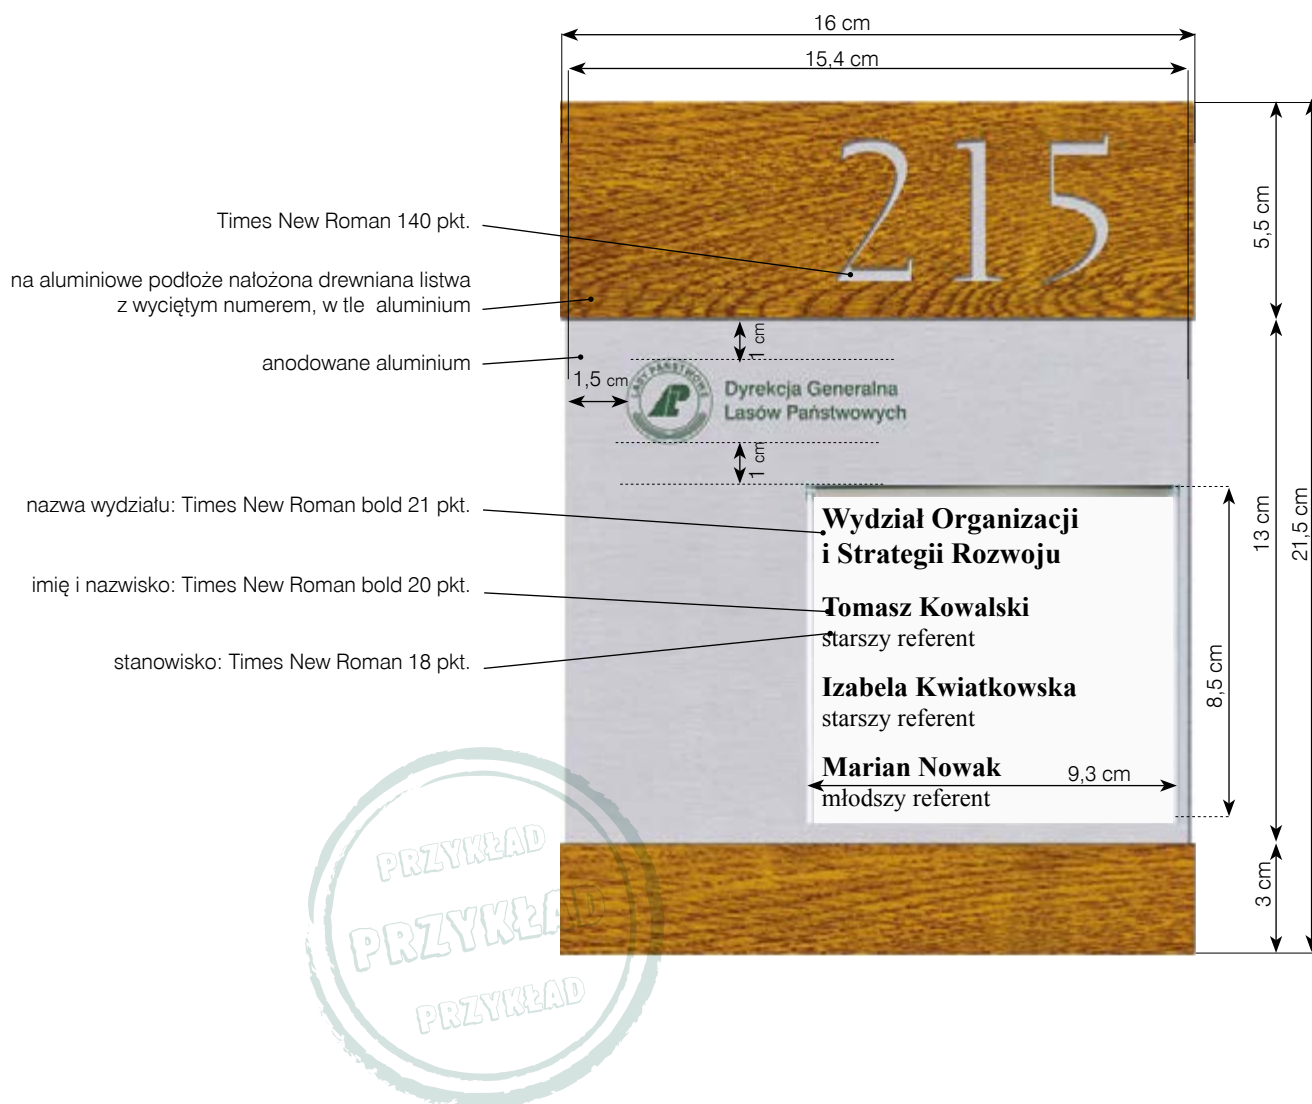 16 cm
15,4 cm
215
5,5 cm
Times New Roman 140 pkt.
na aluminiowe podłoże nałożona drewniana listwa
z wyciętym numerem, w tle aluminium
anodowane aluminium
1 cm
1,5 cm
LASY PAŃSTWOWE
Dyrekcja Generalna
Lasów Państwowych
1 cm
nazwa wydziału: Times New Roman bold 21 pkt.
imię i nazwisko: Times New Roman bold 20 pkt.
stanowisko: Times New Roman 18 pkt.
Wydział Organizacji
i Strategii Rozwoju
Tomasz Kowalski
starszy referent
Izabela Kwiatkowska
starszy referent
Marian Nowak
młodszy referent
9,3 cm
8,5 cm
13 cm
21,5 cm
3 cm
PRZYKŁAD
PRZYKŁAD
PRZYKŁAD